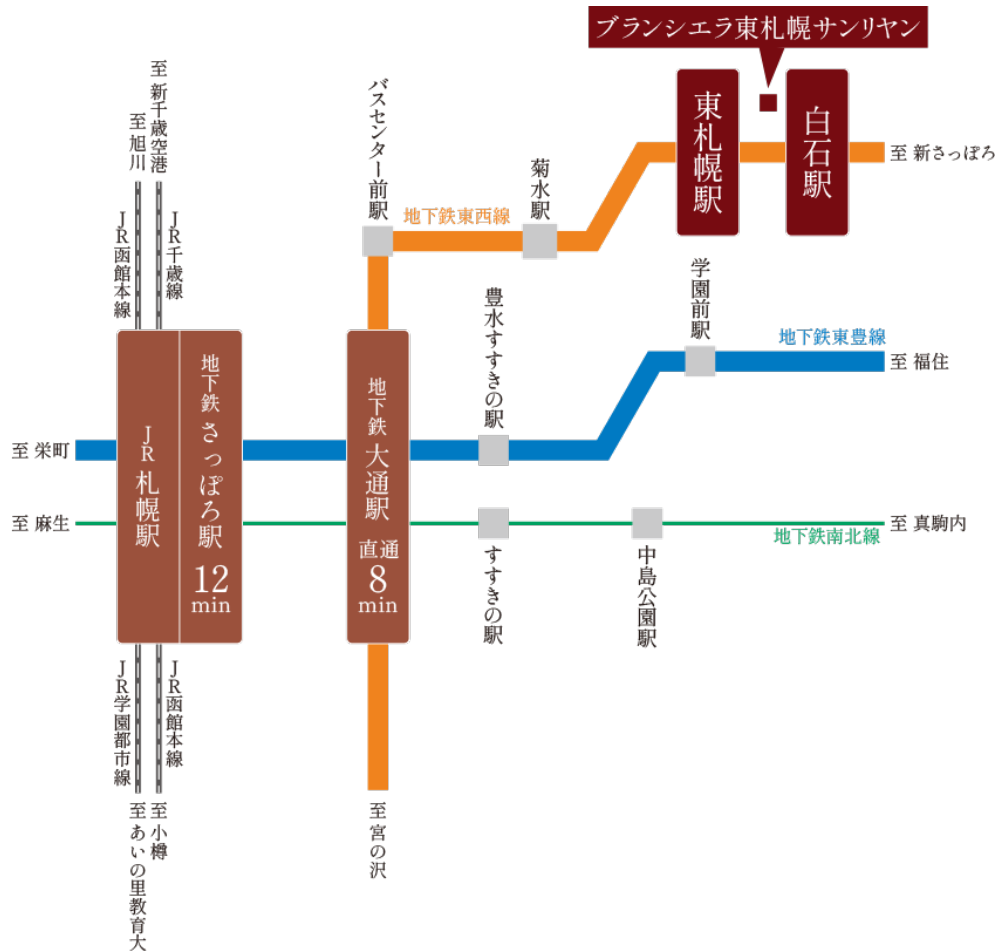 ブランシエラ東札幌サンリヤン
東札幌駅
白石駅
至 新さっぽろ
至 新千歳空港
至 旭川
JR函館本線
JR千歳線
バスセンター前駅
地下鉄東西線
菊水駅
学園前駅
地下鉄東豊線
至 福住
豊水すすきの駅
至 栄町
JR 札幌駅
地下鉄 さっぽろ駅
12
min
地下鉄 大通駅
直通
8
min
至 麻生
すすきの駅
中島公園駅
至 真駒内
地下鉄南北線
JR学園都市線
JR函館本線
至 あいの里教育大
至 小樽
至 宮の沢